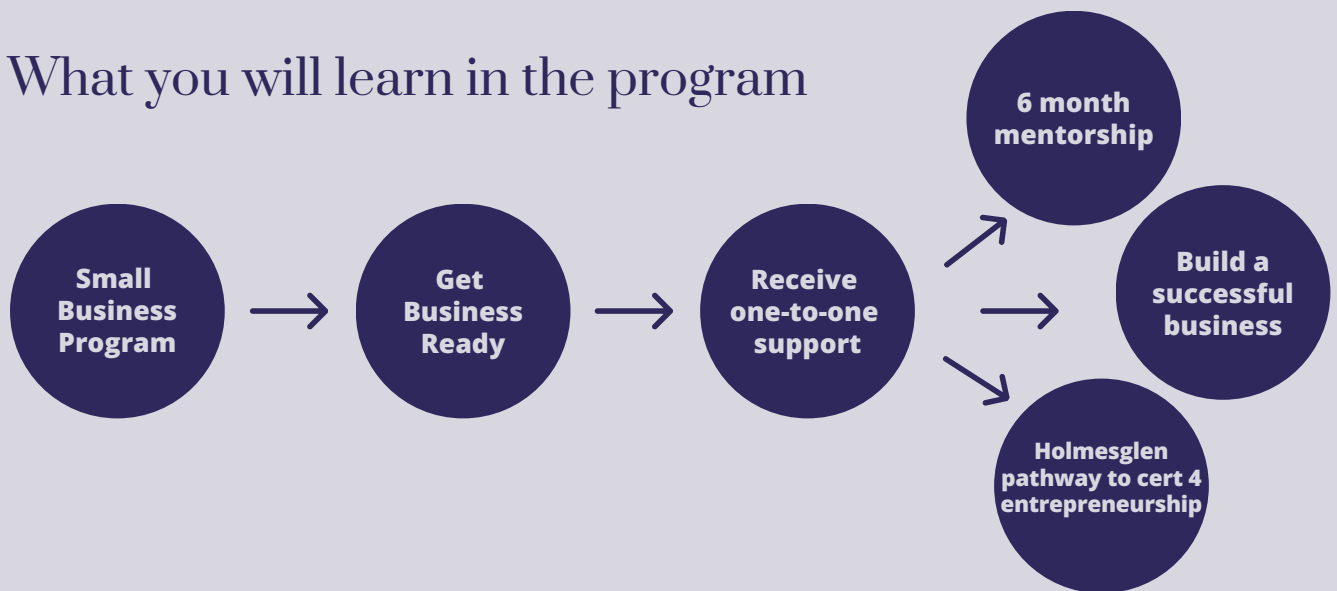 What you will learn in the program
Small
Business
Program
Get
Business
Ready
Receive
one-to-one
support
6 month
mentorship
Build a
successful
business
Holmesglen
pathway to cert 4
entrepreneurship